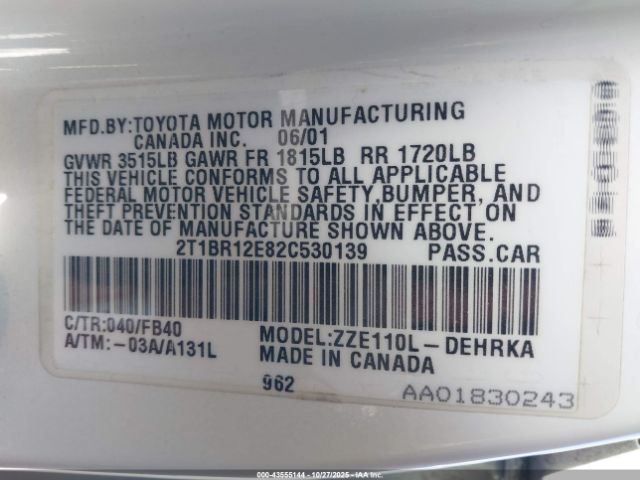 MFD.BY:TOYOTA MOTOR MANUFACTURING
CANADA INC. 06/01
GVWR 3515LB GAWR FR 1815LB RR 1720LB
THIS VEHICLE CONFORMS TO ALL APPLICABLE
FEDERAL MOTOR VEHICLE SAFETY,BUMPER, AND
THEFT PREVENTION STANDARDS IN EFFECT ON
THE DATE OF MANUFACTURE SHOWN ABOVE.
2T1BR12E82C530139 PASS.CAR
C/TR:040/FB40 MODEL:ZZE110L-DEHRKA
A/TM:-03A/A131L MADE IN CANADA
962 AA01830243
000-43555144 - 10/27/2025 - IAA Inc.